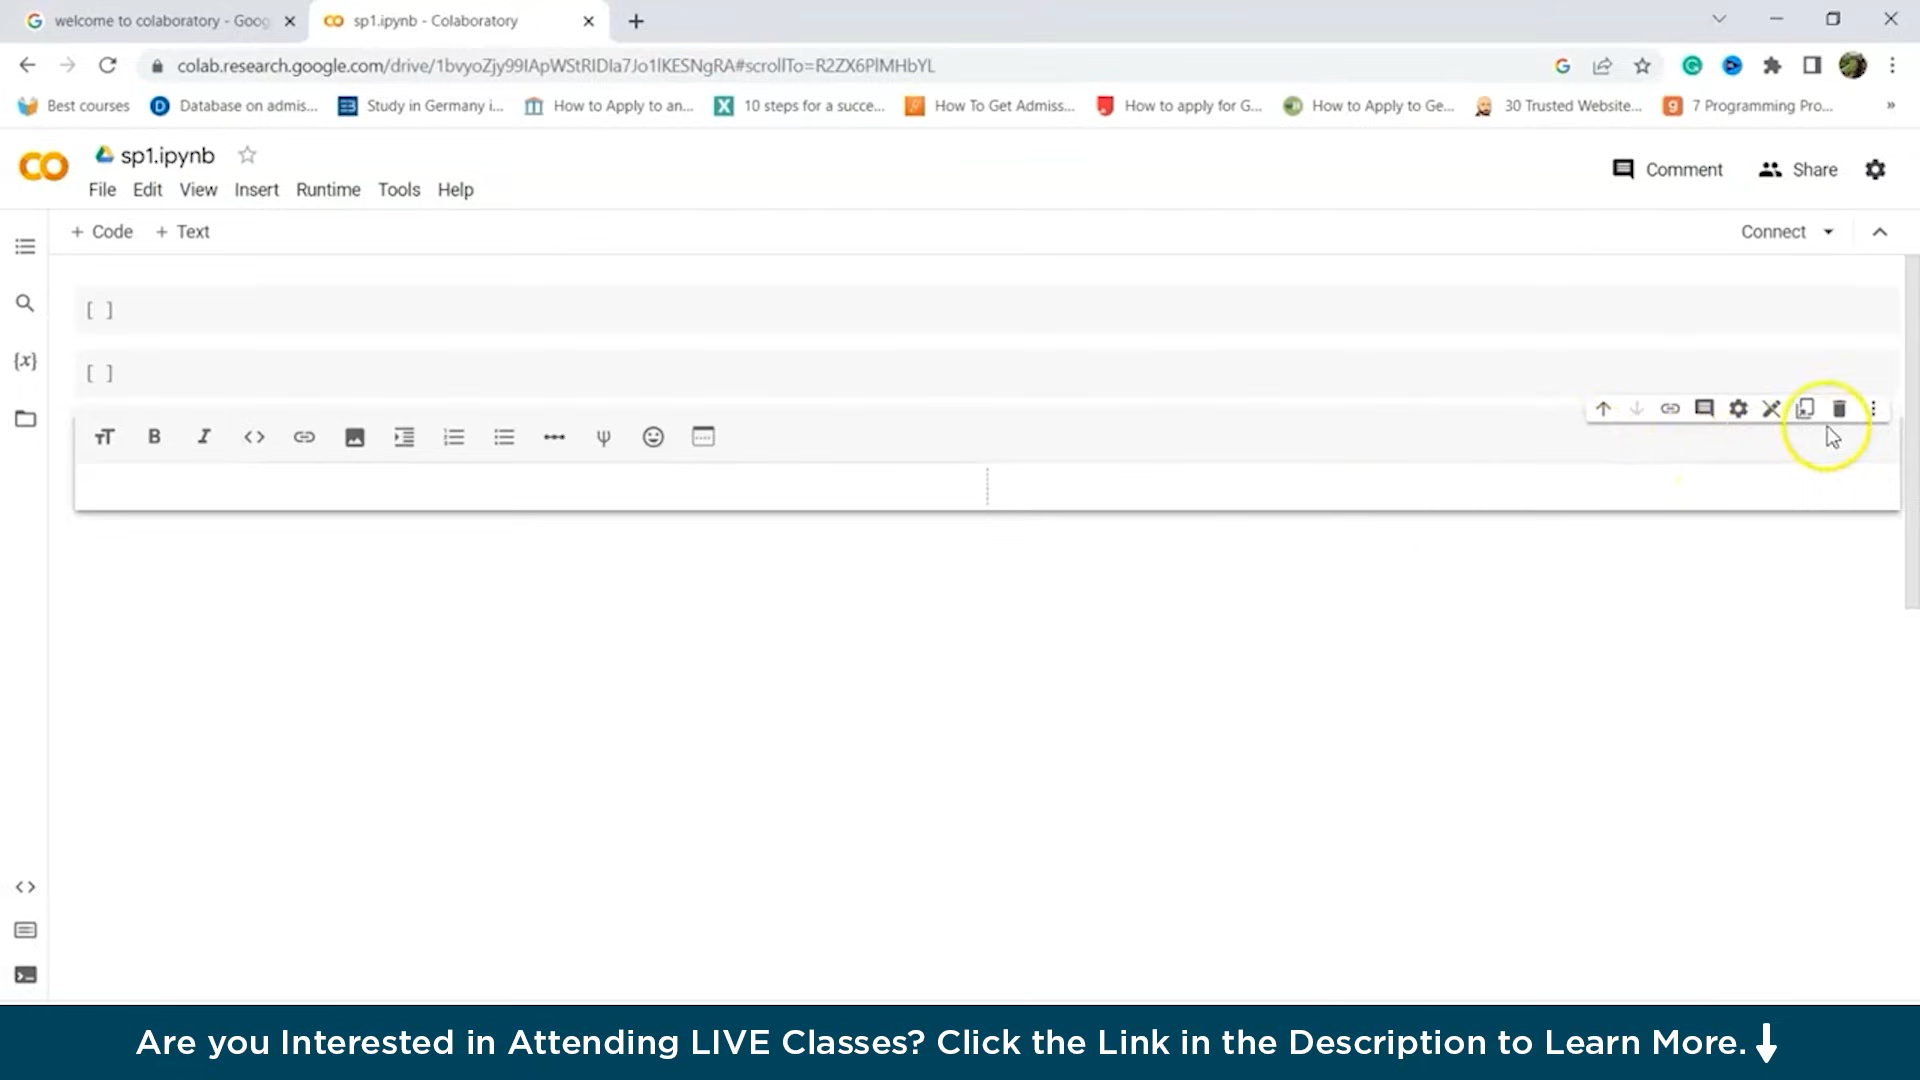 welcome to colaboratory - Goog
sp1.ipynb - Colaboratory
colab.research.google.com/drive/1bvyoZjy99IApWStRIDIa7Jo1lKESNgRA#scrollTo=R2ZX6PlMHbYL
Best courses
Database on admis...
Study in Germany i...
How to Apply to an...
10 steps for a succe...
How To Get Admiss...
How to apply for G...
How to Apply to Ge...
30 Trusted Website...
7 Programming Pro...
»
CO
sp1.ipynb
File Edit View Insert Runtime Tools Help
Comment
Share
+ Code + Text
Connect
[ ]
{x}
[ ]
Are you Interested in Attending LIVE Classes? Click the Link in the Description to Learn More.